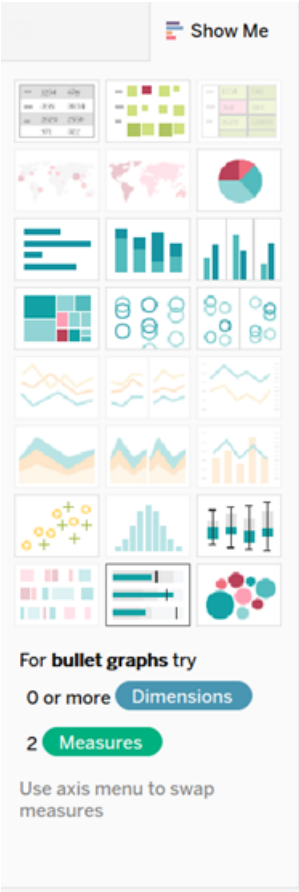 Show Me
For bullet graphs try
0 or more Dimensions
2 Measures
Use axis menu to swap
measures